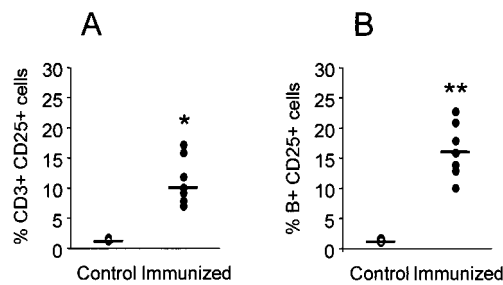 A
% CD3+ CD25+ cells
30
25
20
15
10
5
0
*
Control Immunized
B
% B+ CD25+ cells
30
25
20
15
10
5
0
**
Control Immunized